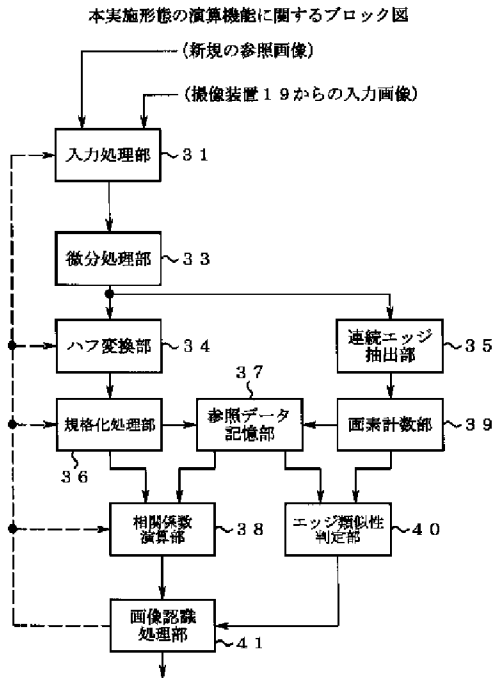 本実施形態の演算機能に関するブロック図
(新規の参照画像)
(撮像装置19からの入力画像)
入力処理部
31
微分処理部
33
ハフ変換部
34
連続エッジ
抽出部
35
37
規格化処理部
36
参照データ
記憶部
画素計数部
39
相関係数
演算部
38
エッジ類似性
判定部
40
画像認識
処理部
41